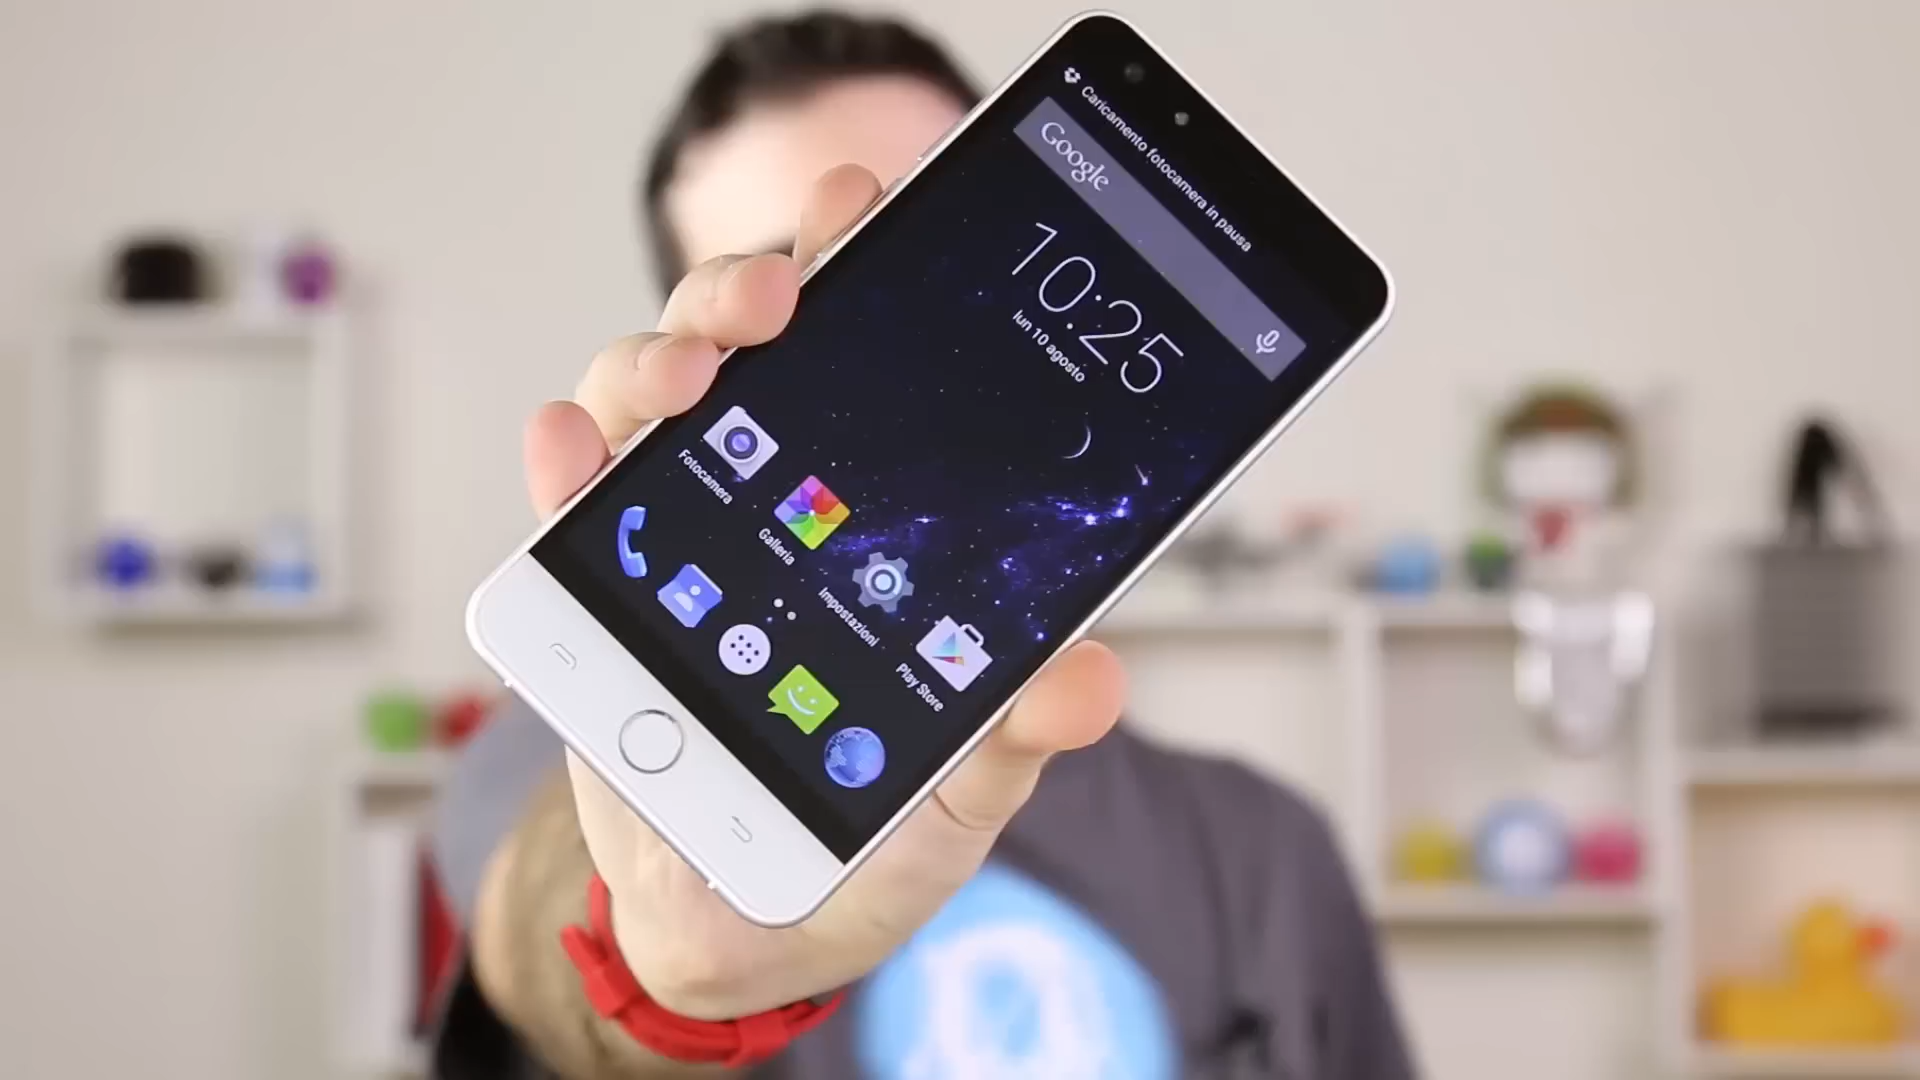 Caricamento fotocamera in pausa
Google
10:25
lun 10 agosto
Fotocamera
Galleria
Impostazioni
Play Store